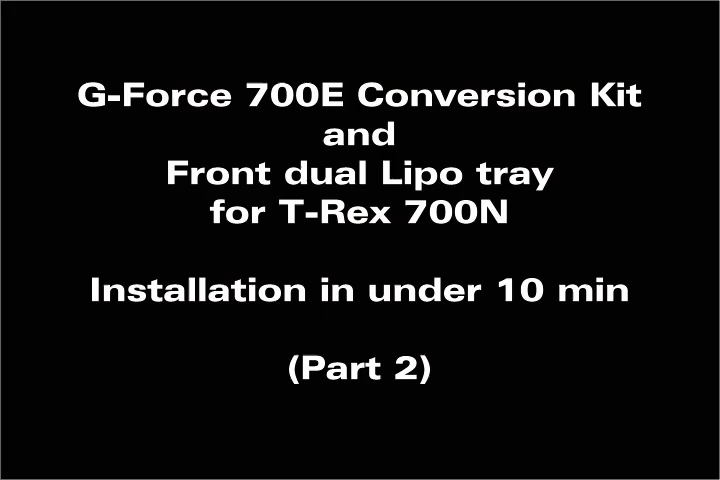 G-Force 700E Conversion Kit
and
Front dual Lipo tray
for T-Rex 700N
Installation in under 10 min
(Part 2)